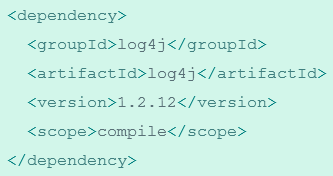 <dependency>
  <groupId>log4j</groupId>
  <artifactId>log4j</artifactId>
  <version>1.2.12</version>
  <scope>compile</scope>
</dependency>